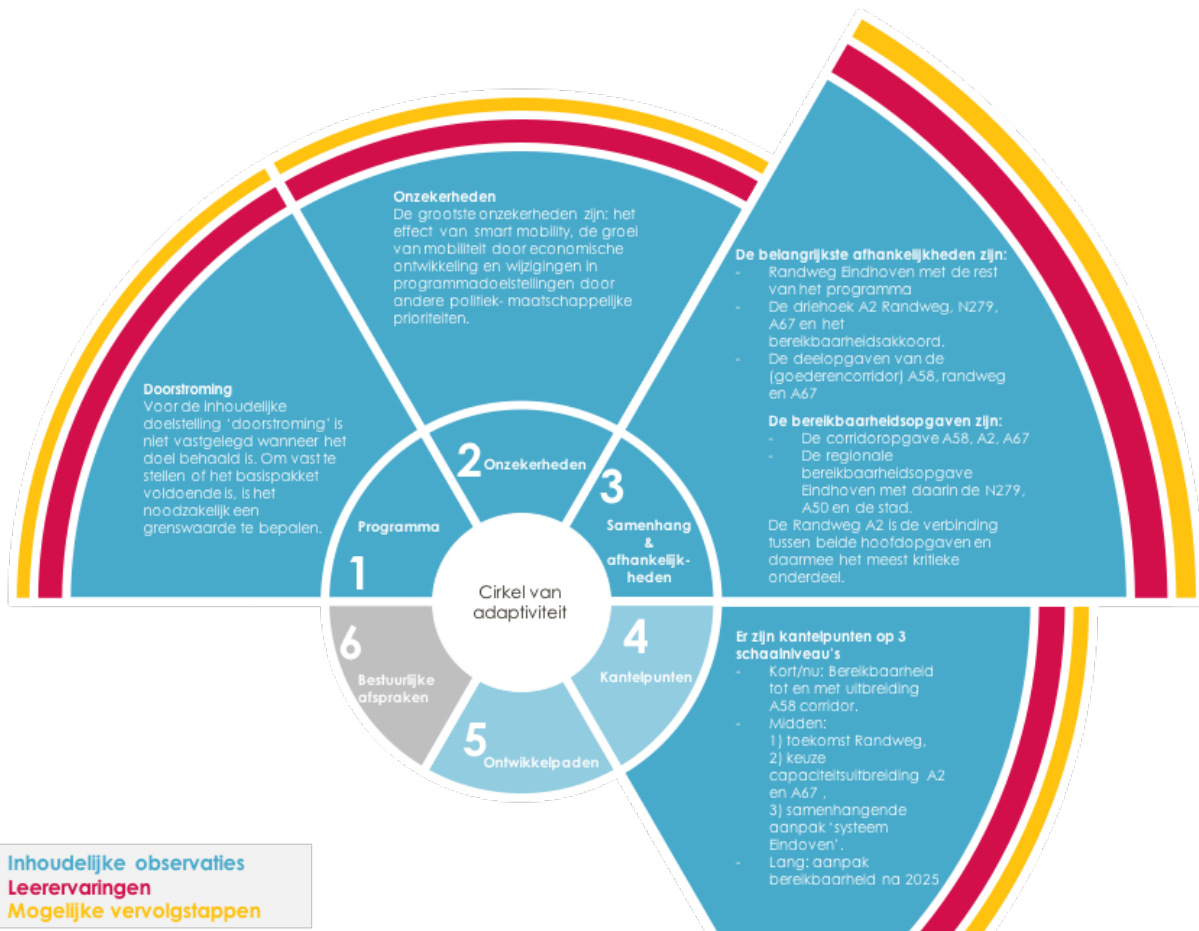 Onzekerheden
De grootste onzekerheden zijn: het
effect van smart mobility, de groei
van mobiliteit door economische
ontwikkeling en wijzigingen in
programmadoelstellingen door
andere politiek- maatschappelijke
prioriteiten.
De belangrijkste afhankelijkheden zijn:
- Randweg Eindhoven met de rest
van het programma
- De driehoek A2 Randweg, N279,
A67 en het
bereikbaarheidsakkoord.
- De deelopgaven van de
(goederencorridor) A58, randweg
en A67
De bereikbaarheidsopgaven zijn:
- De corridoropgave A58, A2, A67
- De regionale
bereikbaarheidsopgave
Eindhoven met daarin de N279,
A50 en de stad.
De Randweg A2 is de verbinding
tussen beide hoofdopgaven en
daarmee het meest kritieke
onderdeel.
Doorstroming
Voor de inhoudelijke
doelstelling ‘doorstroming’ is
niet vastgelegd wanneer het
doel behaald is. Om vast te
stellen of het basispakket
voldoende is, is het
noodzakelijk een
grenswaarde te bepalen.
1
Programma
2
Onzekerheden
3
Samenhang
&
afhankelijk-
heden
Cirkel van
adaptiviteit
4
Kantelpunten
5
Ontwikkelpaden
6
Bestuurlijke
afspraken
Er zijn kantelpunten op 3
schaalniveau's
- Kort/nu: Bereikbaarheid
tot en met uitbreiding
A58 corridor.
- Midden:
1) toekomst Randweg,
2) keuze
capaciteitsuitbreiding A2
en A67 ,
3) samenhangende
aanpak ‘systeem
Eindoven’.
- Lang: aanpak
bereikbaarheid na 2025
Inhoudelijke observaties
Leerervaringen
Mogelijke vervolgstappen